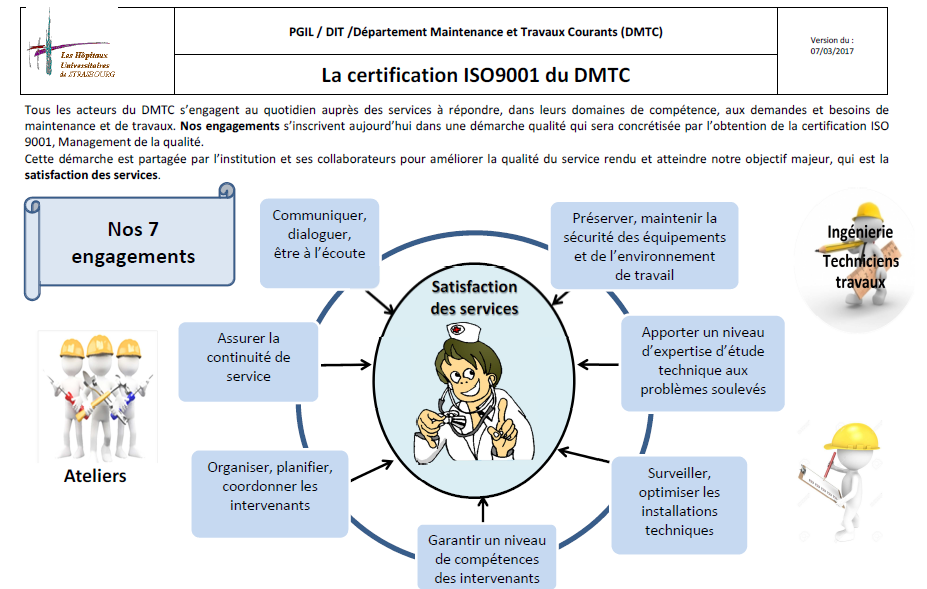 Les Hôpitaux
Universitaires
de STRASBOURG
PGIL / DIT /Département Maintenance et Travaux Courants (DMTC)
La certification ISO9001 du DMTC
Version du :
07/03/2017
Tous les acteurs du DMTC s’engagent au quotidien auprès des services à répondre, dans leurs domaines de compétence, aux demandes et besoins de
maintenance et de travaux. Nos engagements s’inscrivent aujourd’hui dans une démarche qualité qui sera concrétisée par l’obtention de la certification ISO
9001, Management de la qualité.
Cette démarche est partagée par l’institution et ses collaborateurs pour améliorer la qualité du service rendu et atteindre notre objectif majeur, qui est la
satisfaction des services.
Nos 7
engagements
Communiquer,
dialoguer,
être à l’écoute
Préserver, maintenir la
sécurité des équipements
et de l’environnement
de travail
Ingénierie
Techniciens
travaux
Satisfaction
des services
Assurer la
continuité de
service
Apporter un niveau
d’expertise d’étude
technique aux
problèmes soulevés
Ateliers
Organiser, planifier,
coordonner les
intervenants
Surveiller,
optimiser les
installations
techniques
Garantir un niveau
de compétences
des intervenants